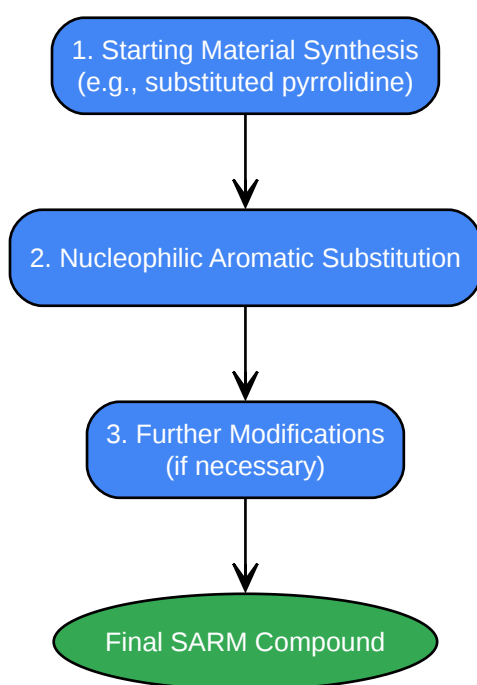 1. Starting Material Synthesis
(e.g., substituted pyrrolidine)
2. Nucleophilic Aromatic Substitution
3. Further Modifications
(if necessary)
Final SARM Compound